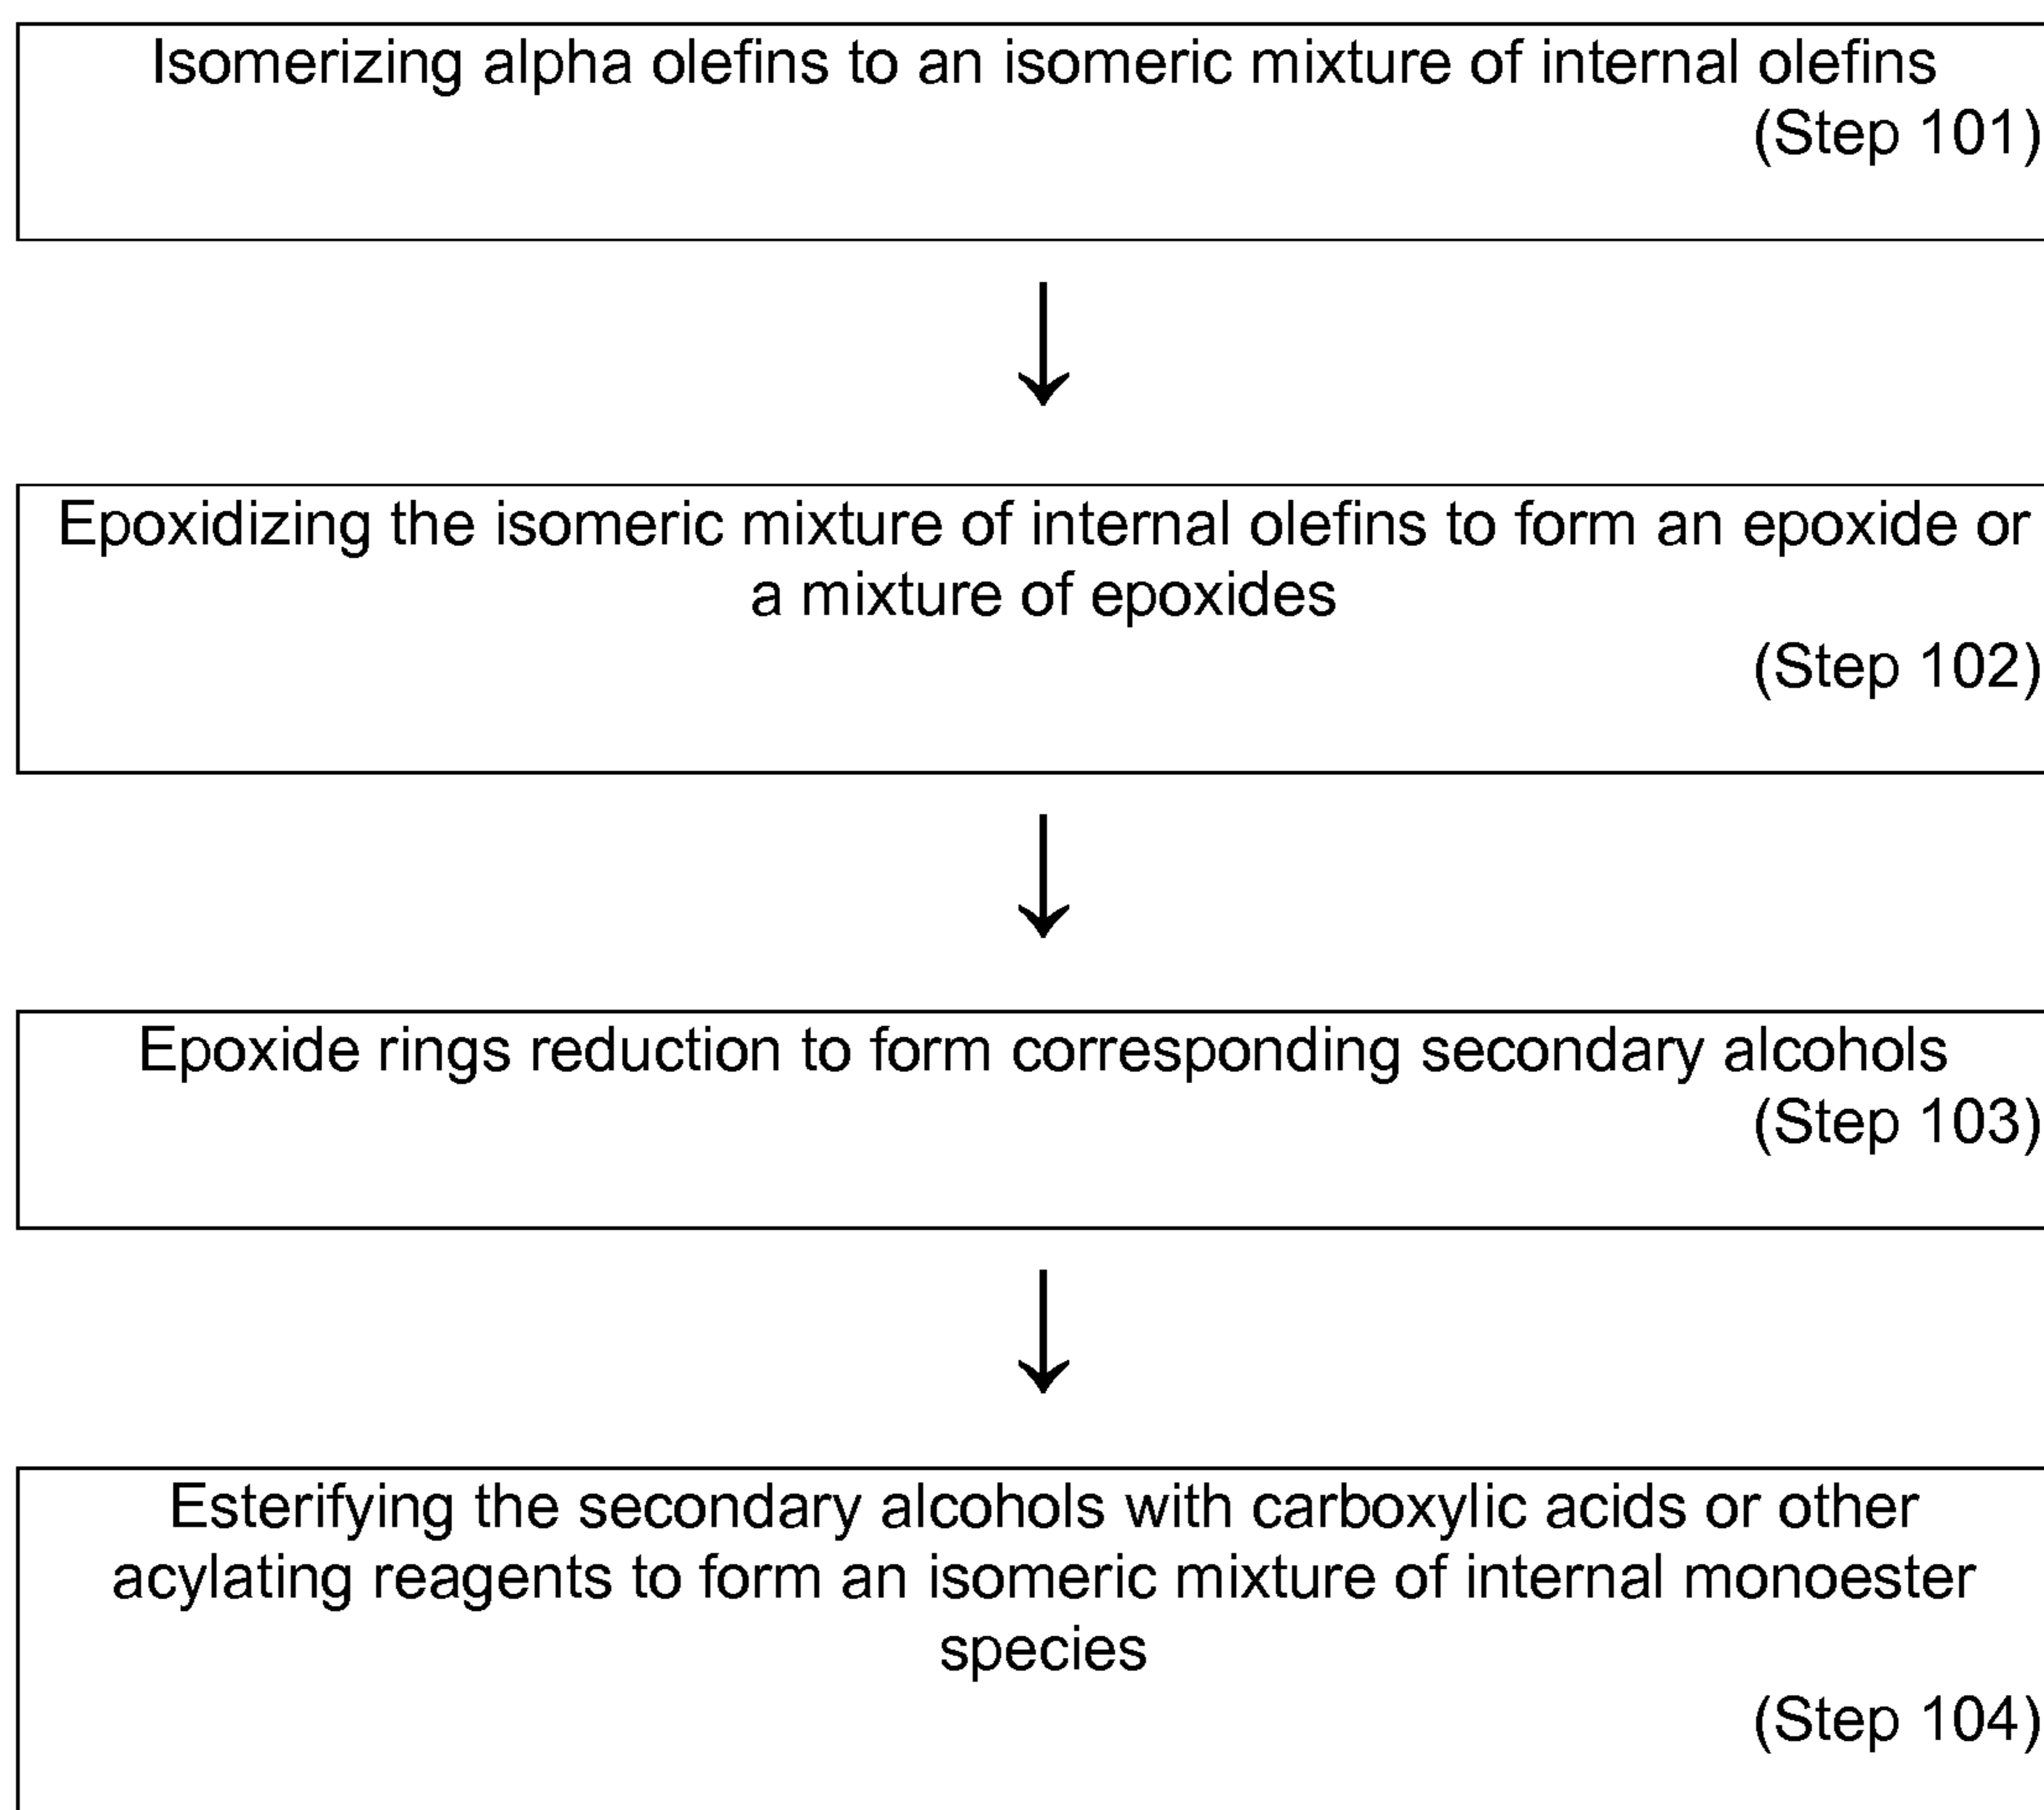 Isomerizing alpha olefins to an isomeric mixture of internal olefins
(Step 101)
Epoxidizing the isomeric mixture of internal olefins to form an epoxide or
a mixture of epoxides
(Step 102)
Epoxide rings reduction to form corresponding secondary alcohols
(Step 103)
Esterifying the secondary alcohols with carboxylic acids or other
acylating reagents to form an isomeric mixture of internal monoester
species
(Step 104)